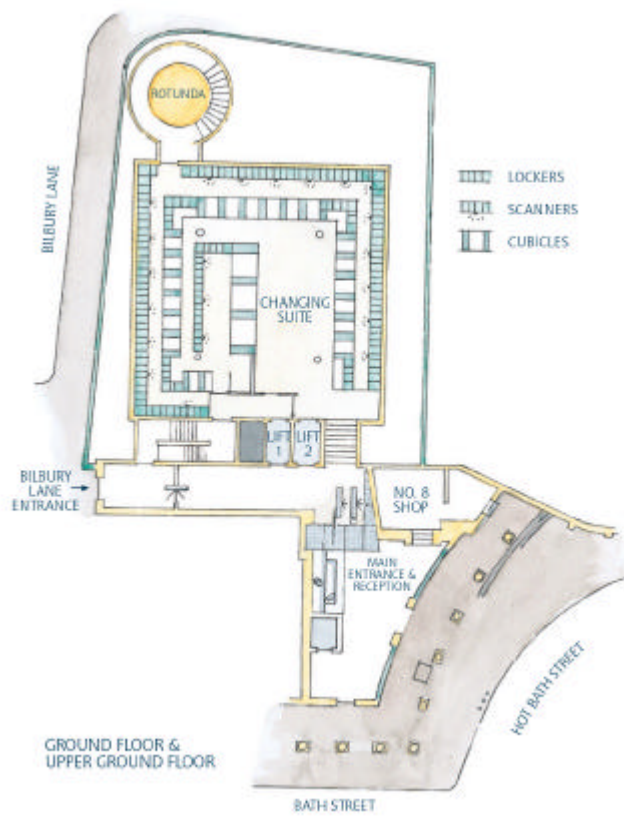 ROTUNDA
BILBURY LANE
LOCKERS
SCANNERS
CUBICLES
CHANGING
SUITE
LIFT
1
LIFT
2
BILBURY
LANE
ENTRANCE
NO. 8
SHOP
MAIN
ENTRANCE &
RECEPTION
HOT BATH STREET
GROUND FLOOR &
UPPER GROUND FLOOR
BATH STREET